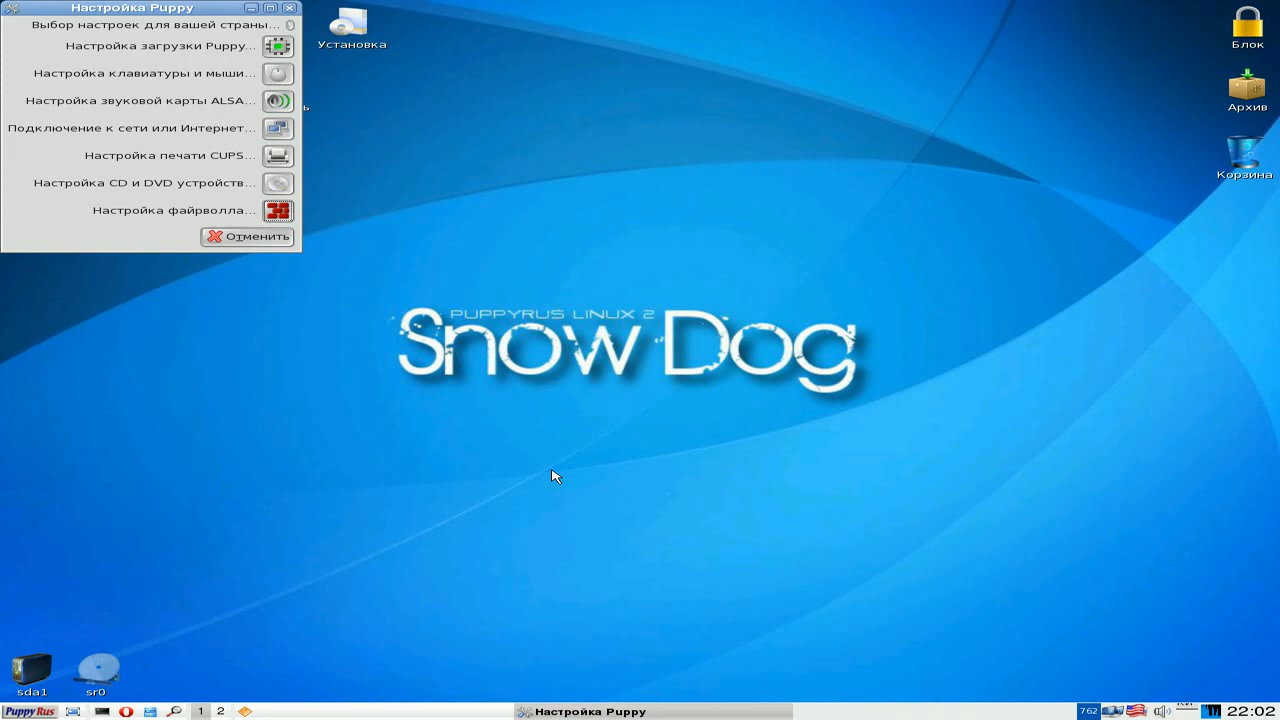 Настройка Puppy
Выбор настроек для вашей страны...
Настройка загрузки Puppy...
Настройка клавиатуры и мыши...
Настройка звуковой карты ALSA...
Подключение к сети или Интернет...
Настройка печати CUPS...
Настройка CD и DVD устройств...
Настройка файрволла...
Отменить
Установка
ь
Блок
Архив
Корзина
PUPPYRUS LINUX 2
Snow Dog
sda1
sr0
PuppyRus
1
2
Настройка Puppy
762
22:02